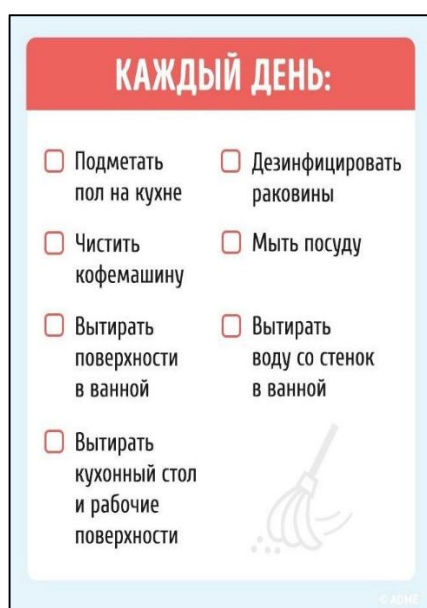 КАЖДЫЙ ДЕНЬ:
Подметать
пол на кухне
Чистить
кофемашину
Вытирать
поверхности
в ванной
Вытирать
кухонный стол
и рабочие
поверхности
Дезинфицировать
раковины
Мыть посуду
Вытирать
воду со стенок
в ванной
© ADME